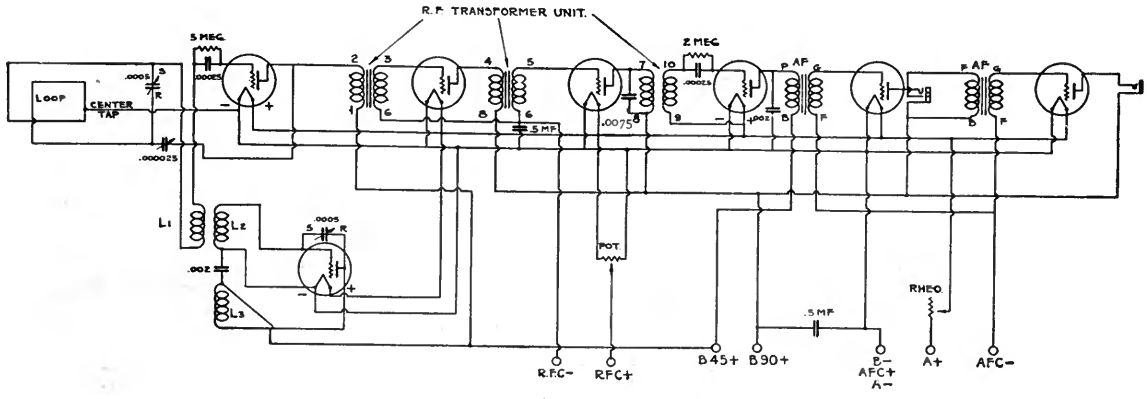 R.F. TRANSFORMER UNIT.
5 MEG
.00025
.0005
S
R
LOOP
CENTER
TAP
-
+
.000025
2
3
1
6
4
5
8
6
.5 MF
.0075
7
8
10
9
2 MEG
.00025
-
+
.002
P
AF
G
B
F
P
AF
G
B
F
L1
L2
.0005
S
R
.002
-
+
L3
POT.
RHEO.
.5 MF
R.F.C-
RFC+
B45+
B90+
B-
AFC+
A-
A+
AFC-